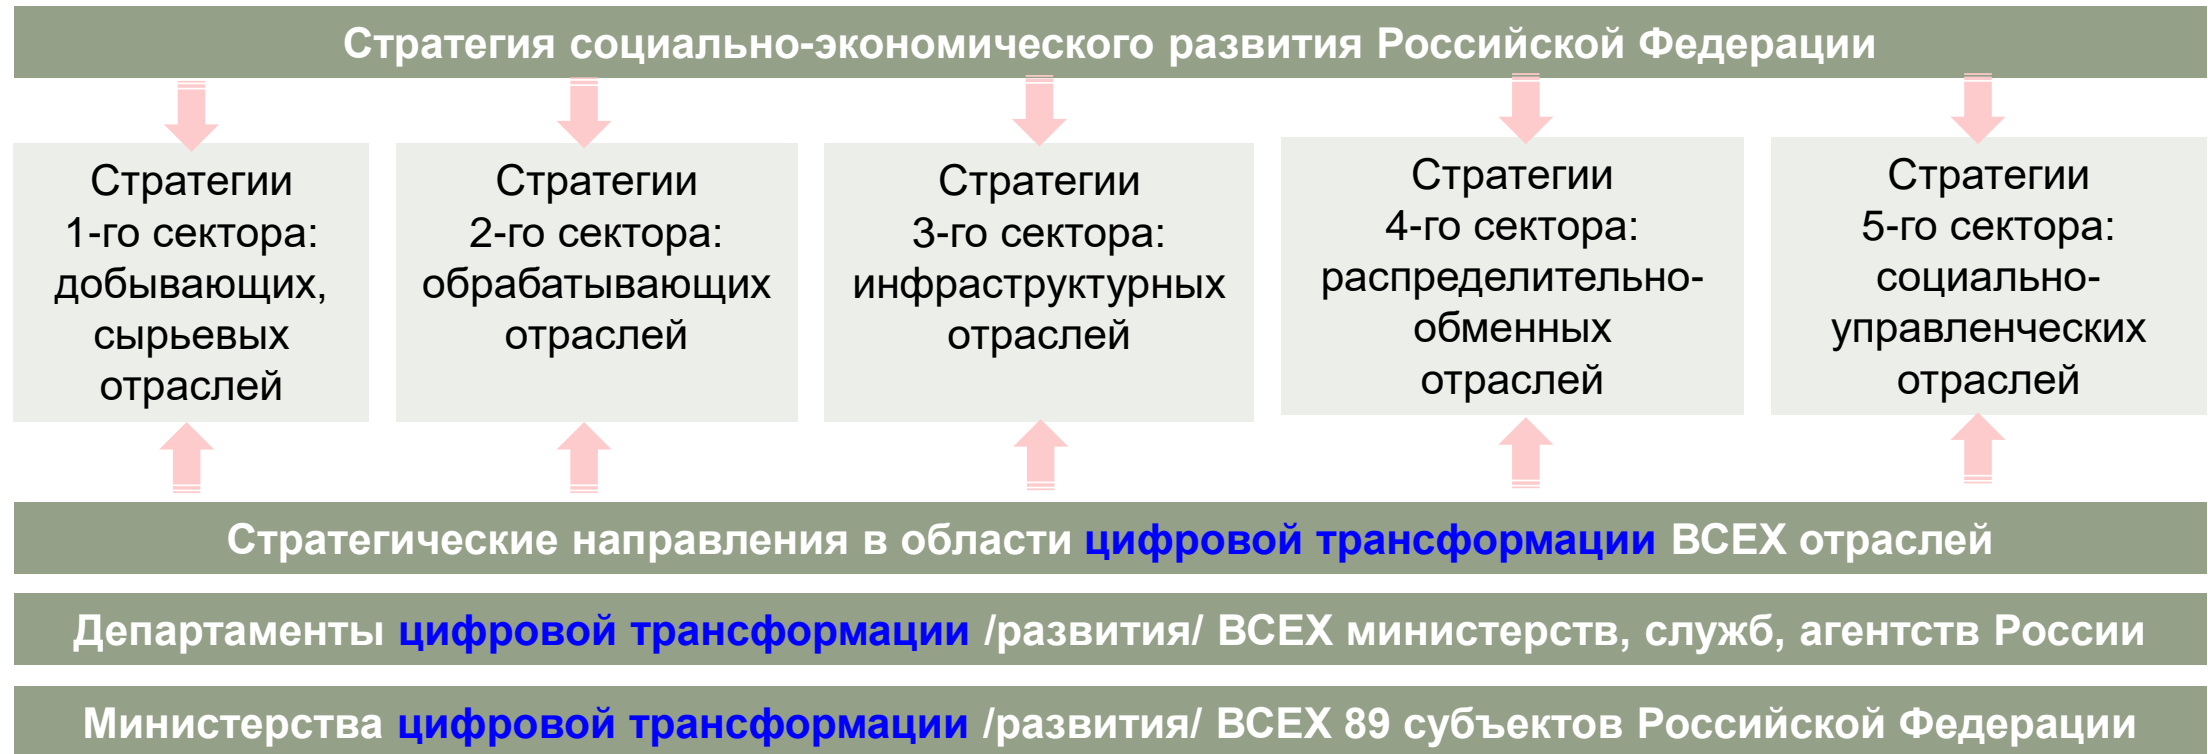 Стратегия социально-экономического развития Российской Федерации
Стратегии
1-го сектора:
добывающих,
сырьевых
отраслей
Стратегии
2-го сектора:
обрабатывающих
отраслей
Стратегии
3-го сектора:
инфраструктурных
отраслей
Стратегии
4-го сектора:
распределительно-
обменных
отраслей
Стратегии
5-го сектора:
социально-
управленческих
отраслей
Стратегические направления в области цифровой трансформации ВСЕХ отраслей
Департаменты цифровой трансформации /развития/ ВСЕХ министерств, служб, агентств России
Министерства цифровой трансформации /развития/ ВСЕХ 89 субъектов Российской Федерации